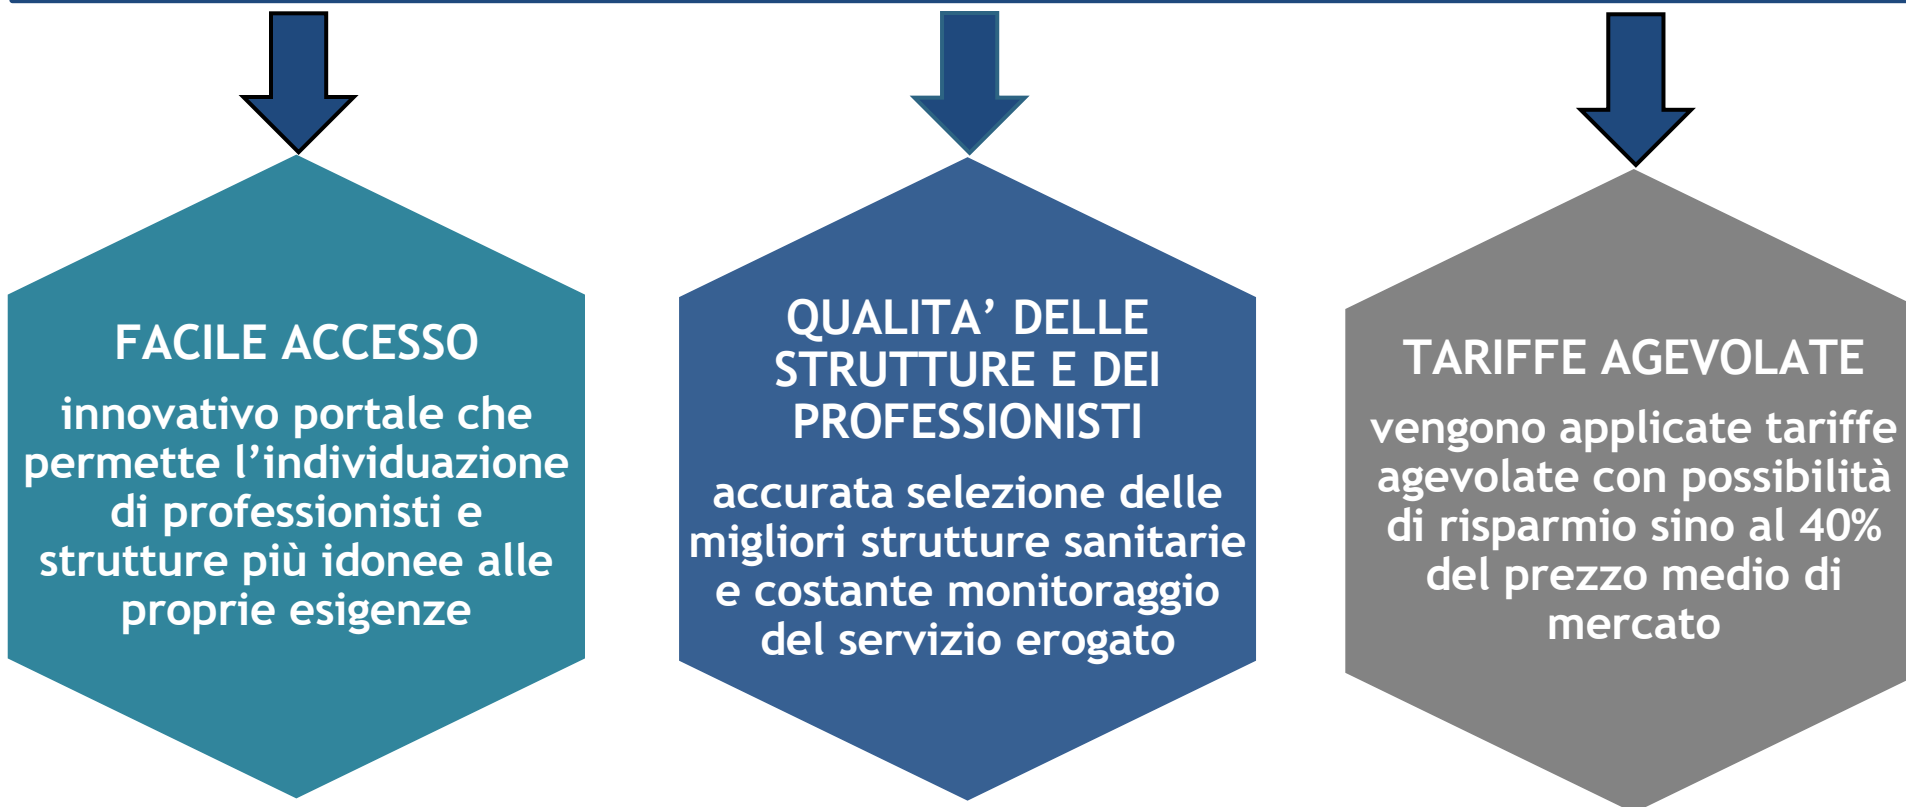 FACILE ACCESSO
innovativo portale che
permette l’individuazione
di professionisti e
strutture più idonee alle
proprie esigenze
QUALITA’ DELLE
STRUTTURE E DEI
PROFESSIONISTI
accurata selezione delle
migliori strutture sanitarie
e costante monitoraggio
del servizio erogato
TARIFFE AGEVOLATE
vengono applicate tariffe
agevolate con possibilità
di risparmio sino al 40%
del prezzo medio di
mercato